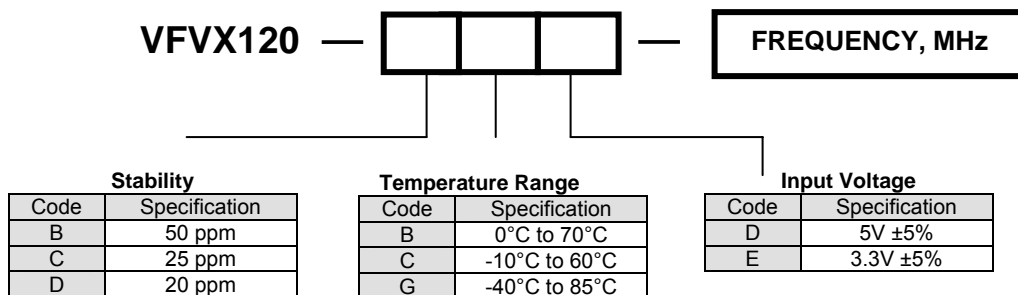 VFVX120 — — FREQUENCY, MHz
Stability
Code Specification
B 50 ppm
C 25 ppm
D 20 ppm
Temperature Range
Code Specification
B 0°C to 70°C
C -10°C to 60°C
G -40°C to 85°C
Input Voltage
Code Specification
D 5V ±5%
E 3.3V ±5%